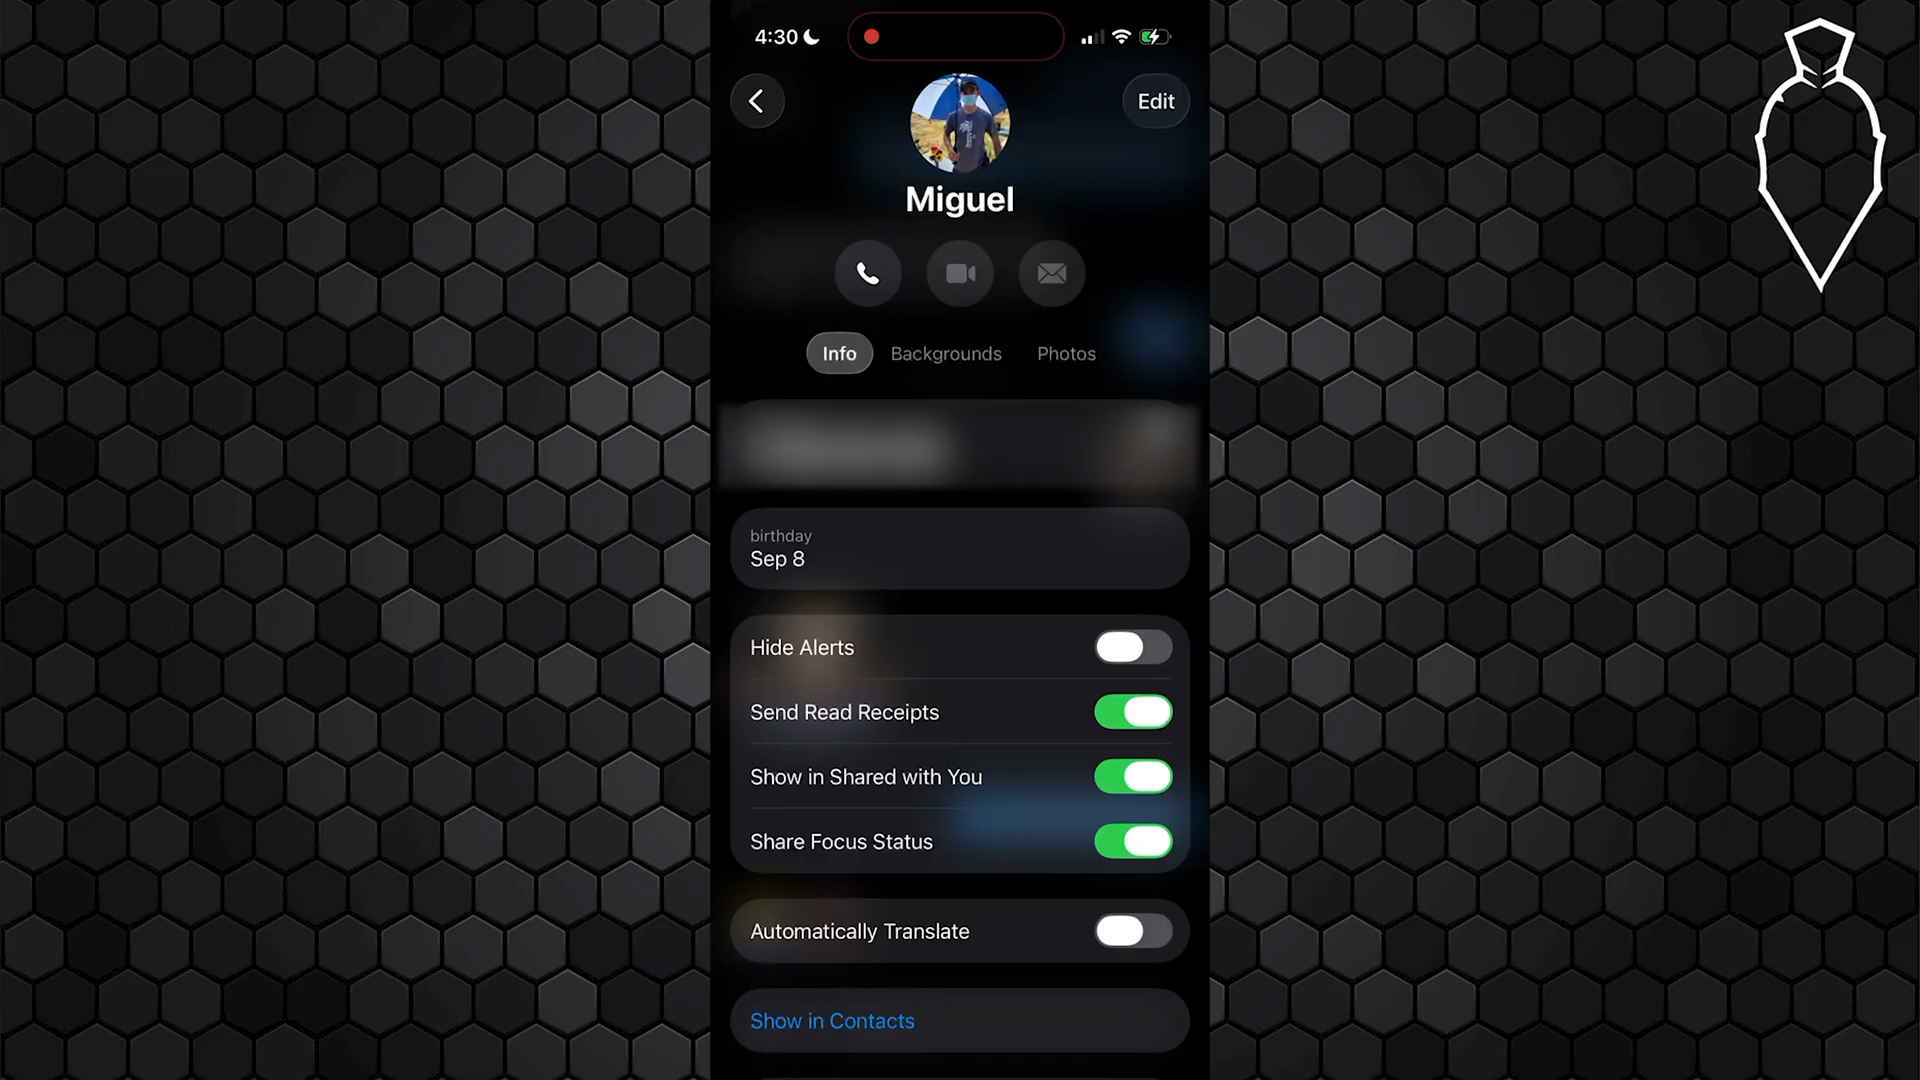 4:30
Edit
Miguel
Info Backgrounds Photos
birthday
Sep 8
Hide Alerts
Send Read Receipts
Show in Shared with You
Share Focus Status
Automatically Translate
Show in Contacts